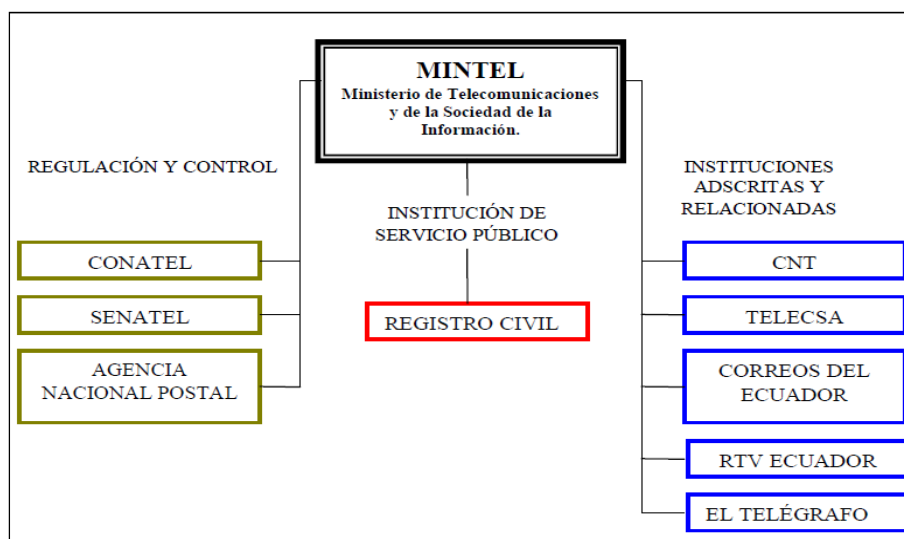 MINTEL
Ministerio de Telecomunicaciones
y de la Sociedad de la
Información.
REGULACIÓN Y CONTROL
CONATEL
SENATEL
AGENCIA
NACIONAL POSTAL
INSTITUCIÓN DE
SERVICIO PÚBLICO
REGISTRO CIVIL
INSTITUCIONES
ADSCRITAS Y
RELACIONADAS
CNT
TELECSA
CORREOS DEL
ECUADOR
RTV ECUADOR
EL TELÉGRAFO